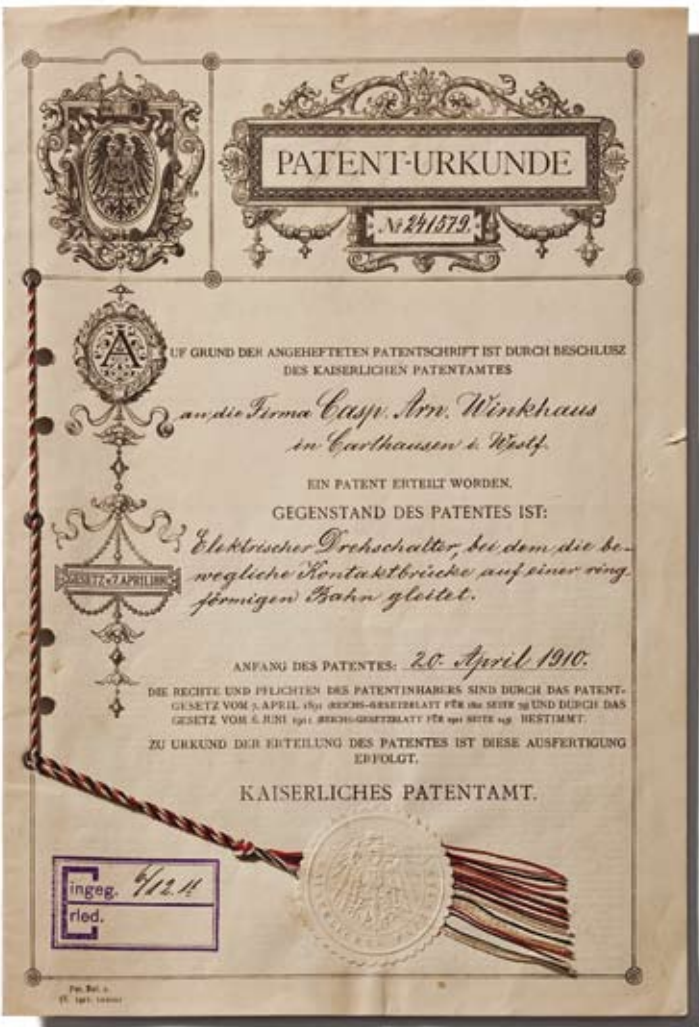 PATENT-URKUNDE
№ 241579.
AUF GRUND DER ANGEHEFTETEN PATENTSCHRIFT IST DURCH BESCHLUSZ
DES KAISERLICHEN PATENTAMTES
an die Firma Casp. Arn. Winkhaus
in Carthausen i. Westf.
EIN PATENT ERTEILT WORDEN.
GEGENSTAND DES PATENTES IST:
Elektrischer Drehschalter, bei dem die be-
wegliche Kontaktbrücke auf einer ring-
förmigen Bahn gleitet.
GESETZ v. 7. APRIL 1891
ANFANG DES PATENTES: 20. April 1910.
DIE RECHTE UND PFLICHTEN DES PATENTINHABERS SIND DURCH DAS PATENT-
GESETZ VOM 7. APRIL 1891 (REICHS-GESETZBLATT FÜR 1891 SEITE 79) UND DURCH DAS
GESETZ VOM 6. JUNI 1911 (REICHS-GESETZBLATT FÜR 1911 SEITE 243) BESTIMMT.
ZU URKUND DER ERTEILUNG DES PATENTES IST DIESE AUSFERTIGUNG
ERFOLGT.
KAISERLICHES PATENTAMT.
Eingeg. 6/12.11
Erled.